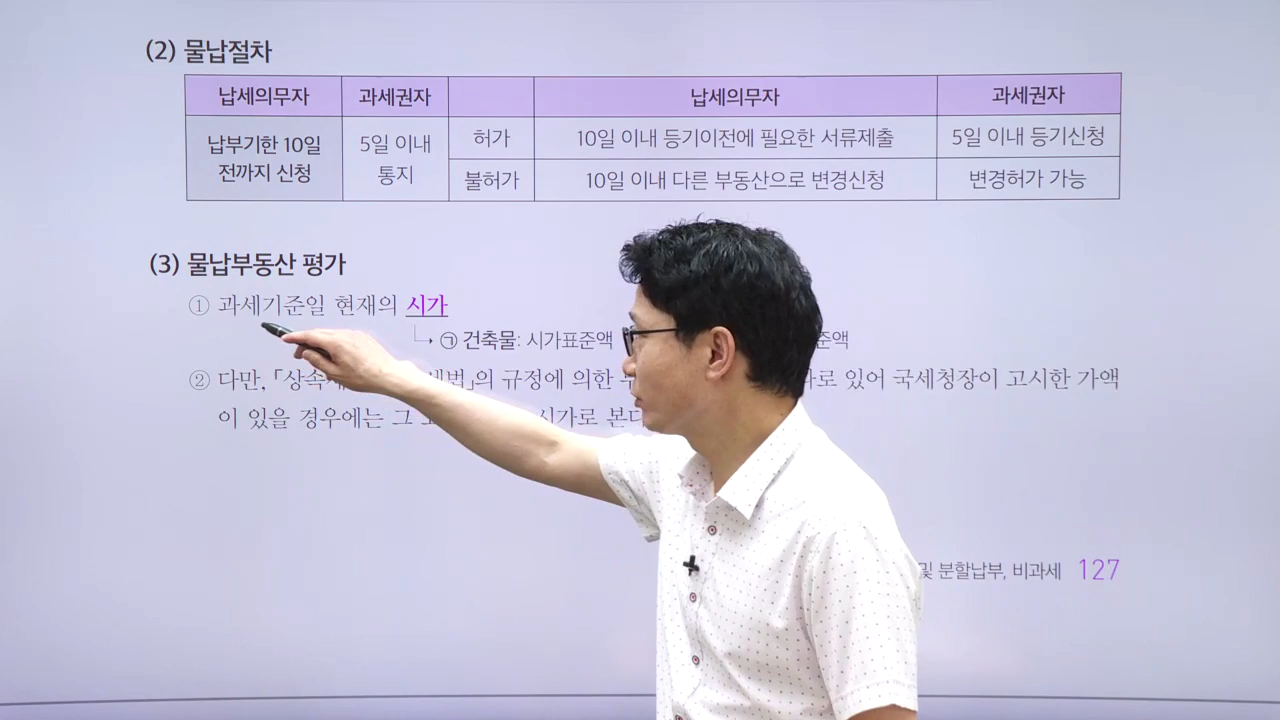 (2) 물납절차
납세의무자 과세권자 납세의무자 과세권자
납부기한 10일 전까지 신청 5일 이내 통지 허가 10일 이내 등기이전에 필요한 서류제출 5일 이내 등기신청
불허가 10일 이내 다른 부동산으로 변경신청 변경허가 가능
(3) 물납부동산 평가
① 과세기준일 현재의 시가
㉠ 건축물: 시가표준액
② 다만, 「상속 의 규정에 의한 있어 국세청장이 고시한 가액
이 있을 경우에는 그 시가로 본다
및 분할납부, 비과세 127